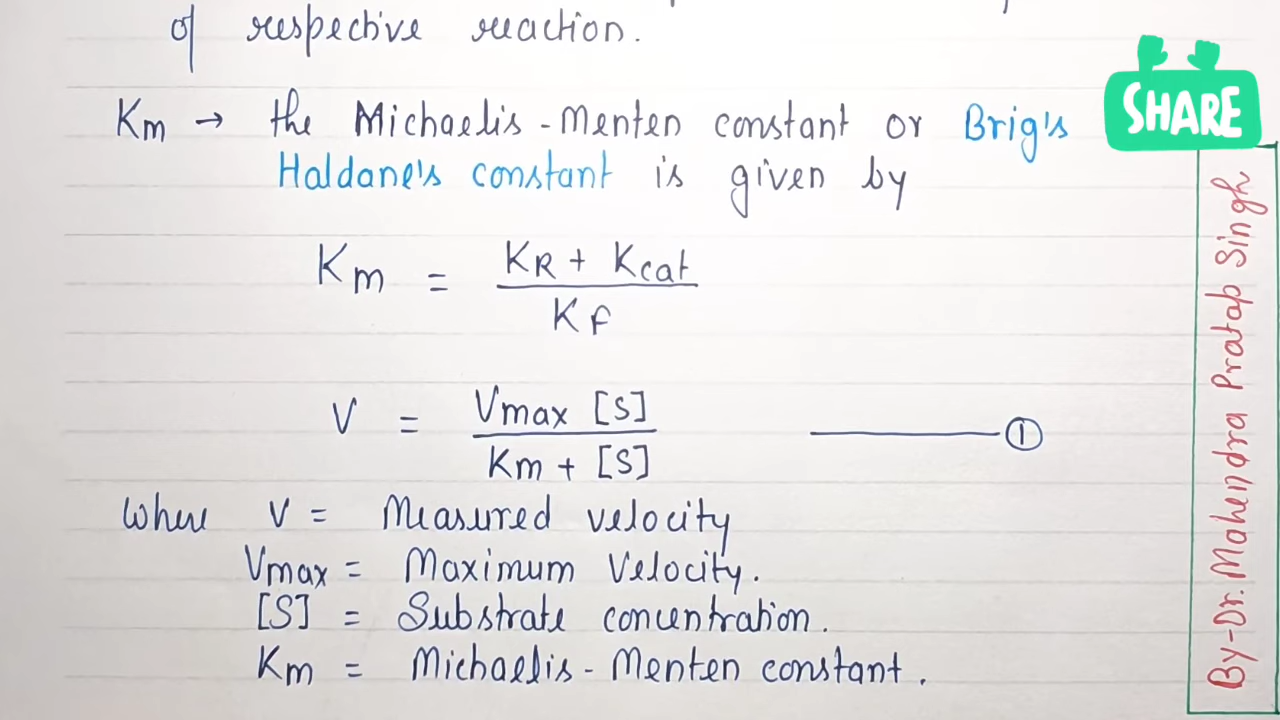 of respective reaction.
SHARE
Km → the Michaelis-Menten constant or Brig's
Haldane's constant is given by
Km = KR + Kcat / KF
V = Vmax [S] / Km + [S] ——— ①
where V = Measured velocity
Vmax = Maximum Velocity.
[S] = Substrate concentration.
Km = Michaelis-Menten constant.
By-Dr. Mahendra Pratap Singh